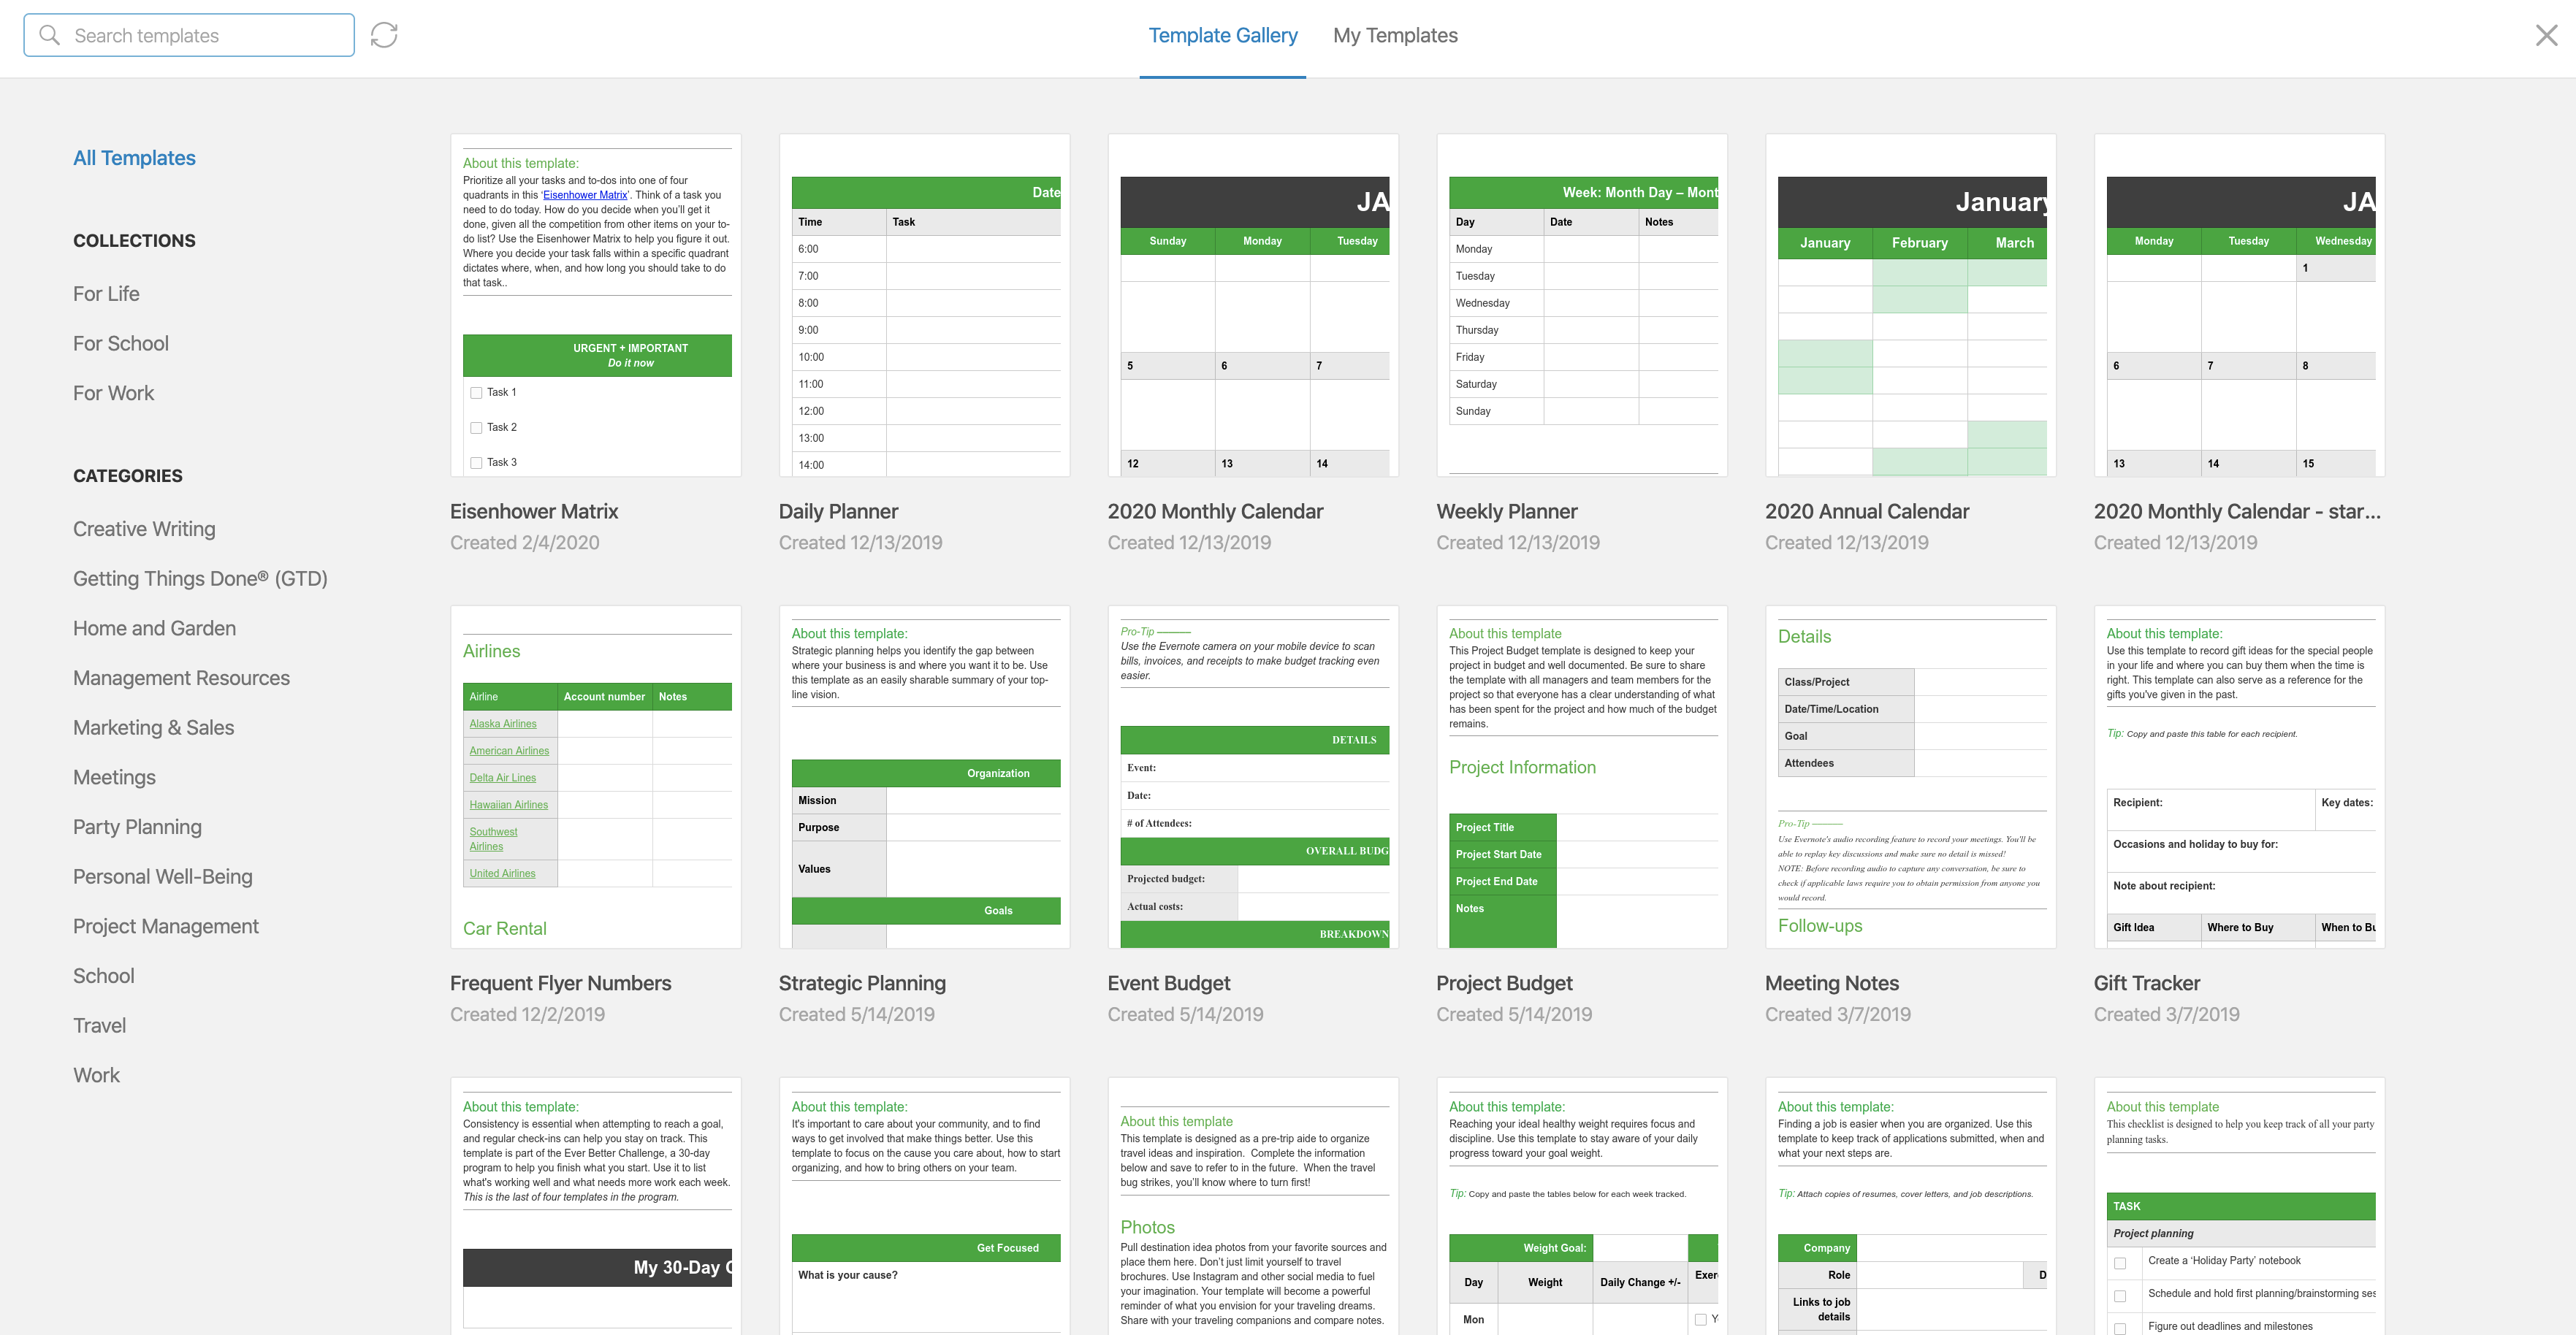 Search templates
Template Gallery
My Templates
All Templates
COLLECTIONS
For Life
For School
For Work
CATEGORIES
Creative Writing
Getting Things Done® (GTD)
Home and Garden
Management Resources
Marketing & Sales
Meetings
Party Planning
Personal Well-Being
Project Management
School
Travel
Work
About this template:
Prioritize all your tasks and to-dos into one of four
quadrants in this ‘Eisenhower Matrix’. Think of a task you
need to do today. How do you decide when you’ll get it
done, given all the competition from other items on your to-
do list? Use the Eisenhower Matrix to help you figure it out.
Where you decide your task falls within a specific quadrant
dictates where, when, and how long you should take to do
that task..
URGENT + IMPORTANT
Do it now
Task 1
Task 2
Task 3
Eisenhower Matrix
Created 2/4/2020
Date
Time Task
6:00
7:00
8:00
9:00
10:00
11:00
12:00
13:00
14:00
Daily Planner
Created 12/13/2019
JA
Sunday Monday Tuesday
5 6 7
12 13 14
2020 Monthly Calendar
Created 12/13/2019
Week: Month Day – Mont
Day Date Notes
Monday
Tuesday
Wednesday
Thursday
Friday
Saturday
Sunday
Weekly Planner
Created 12/13/2019
January
January February March
2020 Annual Calendar
Created 12/13/2019
JA
Monday Tuesday Wednesday
1
6 7 8
13 14 15
2020 Monthly Calendar - star...
Created 12/13/2019
Airlines
Airline Account number Notes
Alaska Airlines
American Airlines
Delta Air Lines
Hawaiian Airlines
Southwest
Airlines
United Airlines
Car Rental
Frequent Flyer Numbers
Created 12/2/2019
About this template:
Strategic planning helps you identify the gap between
where your business is and where you want it to be. Use
this template as an easily sharable summary of your top-
line vision.
Organization
Mission
Purpose
Values
Goals
Strategic Planning
Created 5/14/2019
Pro-Tip ———
Use the Evernote camera on your mobile device to scan
bills, invoices, and receipts to make budget tracking even
easier.
DETAILS
Event:
Date:
# of Attendees:
OVERALL BUDG
Projected budget:
Actual costs:
BREAKDOWN
Event Budget
Created 5/14/2019
About this template
This Project Budget template is designed to keep your
project in budget and well documented. Be sure to share
the template with all managers and team members for the
project so that everyone has a clear understanding of what
has been spent for the project and how much of the budget
remains.
Project Information
Project Title
Project Start Date
Project End Date
Notes
Project Budget
Created 5/14/2019
Details
Class/Project
Date/Time/Location
Goal
Attendees
Pro-Tip ———
Use Evernote's audio recording feature to record your meetings. You'll be
able to replay key discussions and make sure no detail is missed!
NOTE: Before recording audio to capture any conversation, be sure to
check if applicable laws require you to obtain permission from anyone you
would record.
Follow-ups
Meeting Notes
Created 3/7/2019
About this template:
Use this template to record gift ideas for the special people
in your life and where you can buy them when the time is
right. This template can also serve as a reference for the
gifts you've given in the past.
Tip: Copy and paste this table for each recipient.
Recipient: Key dates:
Occasions and holiday to buy for:
Note about recipient:
Gift Idea Where to Buy When to Bu
Gift Tracker
Created 3/7/2019
About this template:
Consistency is essential when attempting to reach a goal,
and regular check-ins can help you stay on track. This
template is part of the Ever Better Challenge, a 30-day
program to help you finish what you start. Use it to list
what's working well and what needs more work each week.
This is the last of four templates in the program.
My 30-Day
About this template:
It's important to care about your community, and to find
ways to get involved that make things better. Use this
template to focus on the cause you care about, how to start
organizing, and how to bring others on your team.
Get Focused
What is your cause?
About this template
This template is designed as a pre-trip aide to organize
travel ideas and inspiration. Complete the information
below and save to refer to in the future. When the travel
bug strikes, you’ll know where to turn first!
Photos
Pull destination idea photos from your favorite sources and
place them here. Don’t just limit yourself to travel
brochures. Use Instagram and other social media to fuel
your imagination. Your template will become a powerful
reminder of what you envision for your traveling dreams.
Share with your traveling companions and compare notes.
About this template:
Reaching your ideal healthy weight requires focus and
discipline. Use this template to stay aware of your daily
progress toward your goal weight.
Tip: Copy and paste the tables below for each week tracked.
Weight Goal:
Day Weight Daily Change +/- Exer
Mon Y
About this template:
Finding a job is easier when you are organized. Use this
template to keep track of applications submitted, when and
what your next steps are.
Tip: Attach copies of resumes, cover letters, and job descriptions.
Company
Role D
Links to job
details
About this template
This checklist is designed to help you keep track of all your party
planning tasks.
TASK
Project planning
Create a ‘Holiday Party’ notebook
Schedule and hold first planning/brainstorming ses
Figure out deadlines and milestones